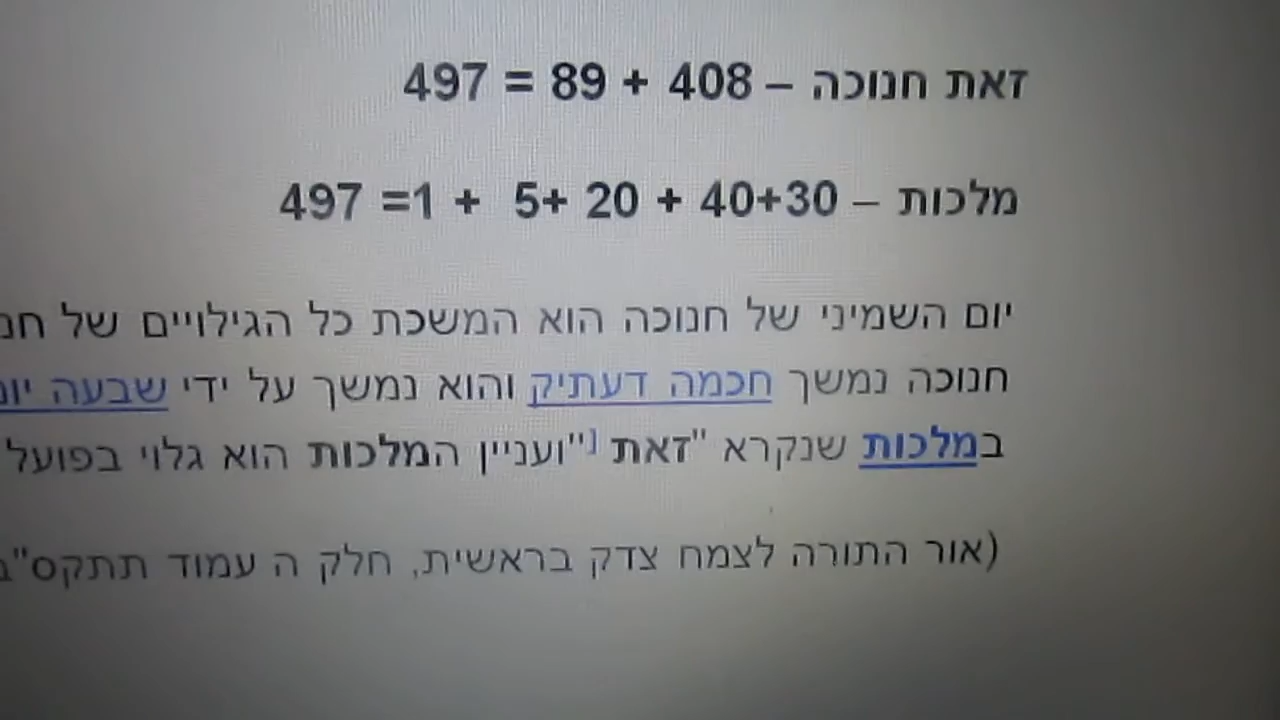 זאת חנוכה – 408 + 89 = 497
מלכות – 30+40 + 20 +5 + 1= 497
יום השמיני של חנוכה הוא המשכת כל הגילויים של
חנוכה נמשך חכמה דעתיק והוא נמשך על ידי שבעה
במלכות שנקרא "זאת ["ועניין המלכות הוא גלוי בפועל
(אור התורה לצמח צדק בראשית, חלק ה עמוד